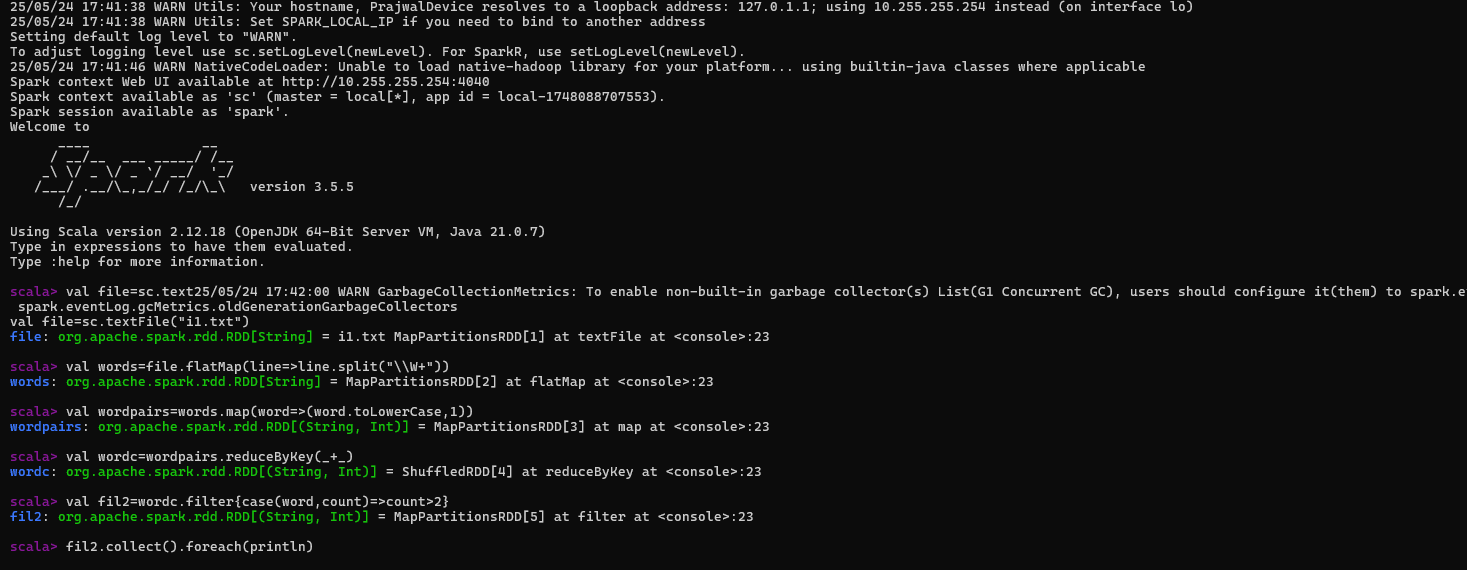 25/05/24 17:41:38 WARN Utils: Your hostname, PrajwalDevice resolves to a loopback address: 127.0.1.1; using 10.255.255.254 instead (on interface lo)
25/05/24 17:41:38 WARN Utils: Set SPARK_LOCAL_IP if you need to bind to another address
Setting default log level to "WARN".
To adjust logging level use sc.setLogLevel(newLevel). For SparkR, use setLogLevel(newLevel).
25/05/24 17:41:46 WARN NativeCodeLoader: Unable to load native-hadoop library for your platform... using builtin-java classes where applicable
Spark context Web UI available at http://10.255.255.254:4040
Spark context available as 'sc' (master = local[*], app id = local-1748088707553).
Spark session available as 'spark'.
Welcome to
      ____              __
     / __/__  ___ _____/ /__
    _\ \/ _ \/ _ `/ __/  '_/
   /___/ .__/\_,_/_/ /_/\_\   version 3.5.5
      /_/

Using Scala version 2.12.18 (OpenJDK 64-Bit Server VM, Java 21.0.7)
Type in expressions to have them evaluated.
Type :help for more information.

scala> val file=sc.text25/05/24 17:42:00 WARN GarbageCollectionMetrics: To enable non-built-in garbage collector(s) List(G1 Concurrent GC), users should configure it(them) to spark.e
 spark.eventLog.gcMetrics.oldGenerationGarbageCollectors
val file=sc.textFile("i1.txt")
file: org.apache.spark.rdd.RDD[String] = i1.txt MapPartitionsRDD[1] at textFile at <console>:23

scala> val words=file.flatMap(line=>line.split("\\W+"))
words: org.apache.spark.rdd.RDD[String] = MapPartitionsRDD[2] at flatMap at <console>:23

scala> val wordpairs=words.map(word=>(word.toLowerCase,1))
wordpairs: org.apache.spark.rdd.RDD[(String, Int)] = MapPartitionsRDD[3] at map at <console>:23

scala> val wordc=wordpairs.reduceByKey(_+_)
wordc: org.apache.spark.rdd.RDD[(String, Int)] = ShuffledRDD[4] at reduceByKey at <console>:23

scala> val fil2=wordc.filter{case(word,count)=>count>2}
fil2: org.apache.spark.rdd.RDD[(String, Int)] = MapPartitionsRDD[5] at filter at <console>:23

scala> fil2.collect().foreach(println)